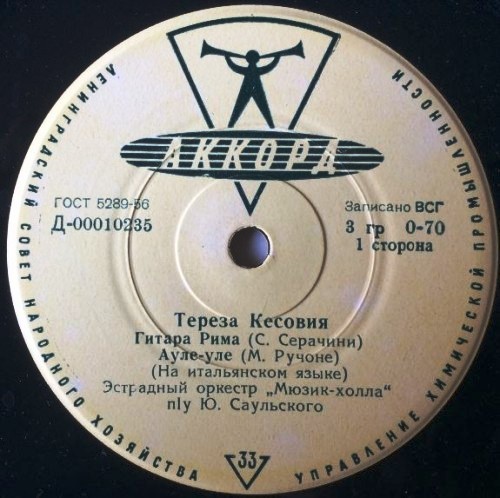 ЛЕНИНГРАДСКИЙ СОВЕТ НАРОДНОГО ХОЗЯЙСТВА
УПРАВЛЕНИЕ ХИМИЧЕСКОЙ ПРОМЫШЛЕННОСТИ
АККОРД
ГОСТ 5289-56
Д-00010235
Записано ВСГ
3 гр 0-70
1 сторона
Тереза Кесовия
Гитара Рима (С. Серачини)
Ауле-уле (М. Ручоне)
(На итальянском языке)
Эстрадный оркестр „Мюзик-холла"
п/у Ю. Саульского
33